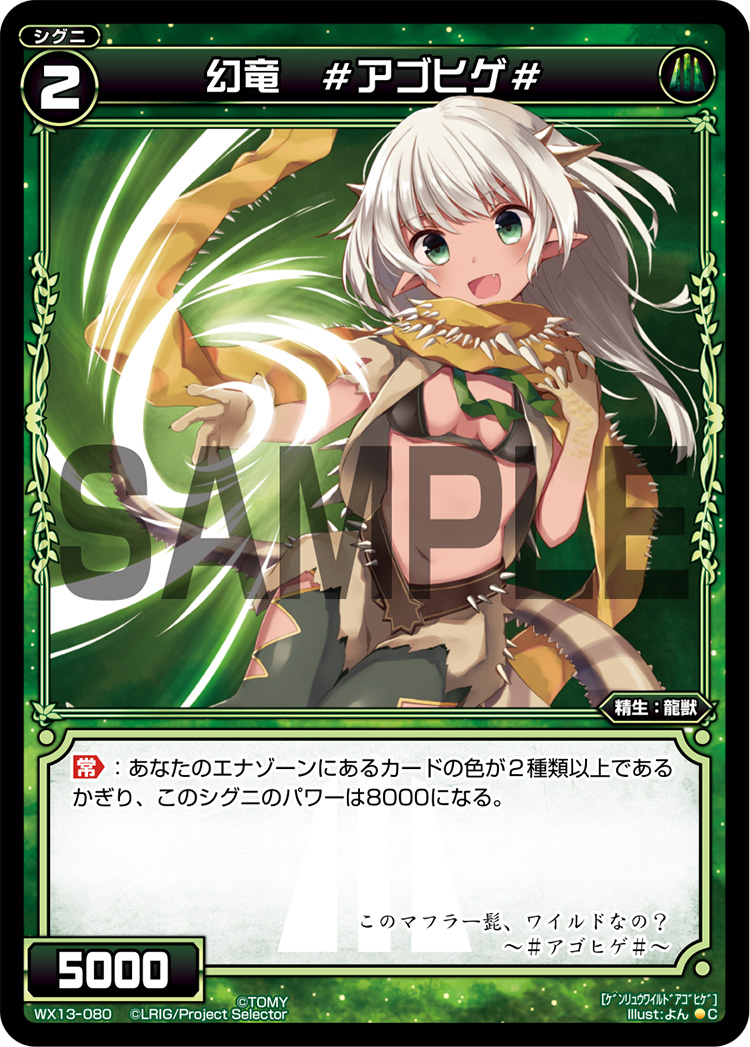 シグニ
2
幻竜　＃アゴヒゲ＃
SAMPLE
精生：龍獣
常：あなたのエナゾーンにあるカードの色が２種類以上である
かぎり、このシグニのパワーは8000になる。
このマフラー髭、ワイルドなの？
～＃アゴヒゲ＃～
5000
WX13-080 ©LRIG/Project Selector
©TOMY
[ｹﾞﾝﾘｭｳﾜｲﾙﾄﾞｱｺﾞﾋｹﾞ]
Illust:よん C